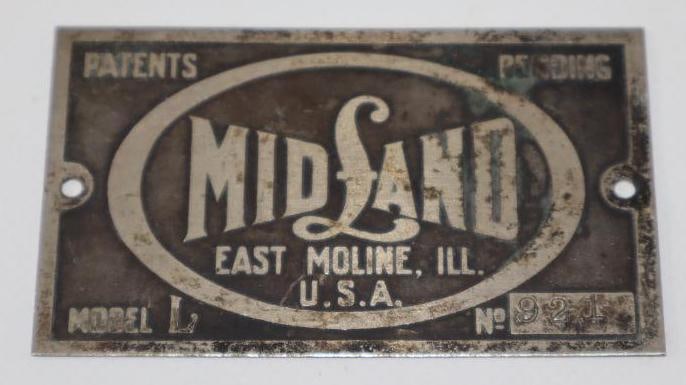 PATENTS PENDING
MIDLAND
EAST MOLINE, ILL.
U.S.A.
MODEL L Nº 921